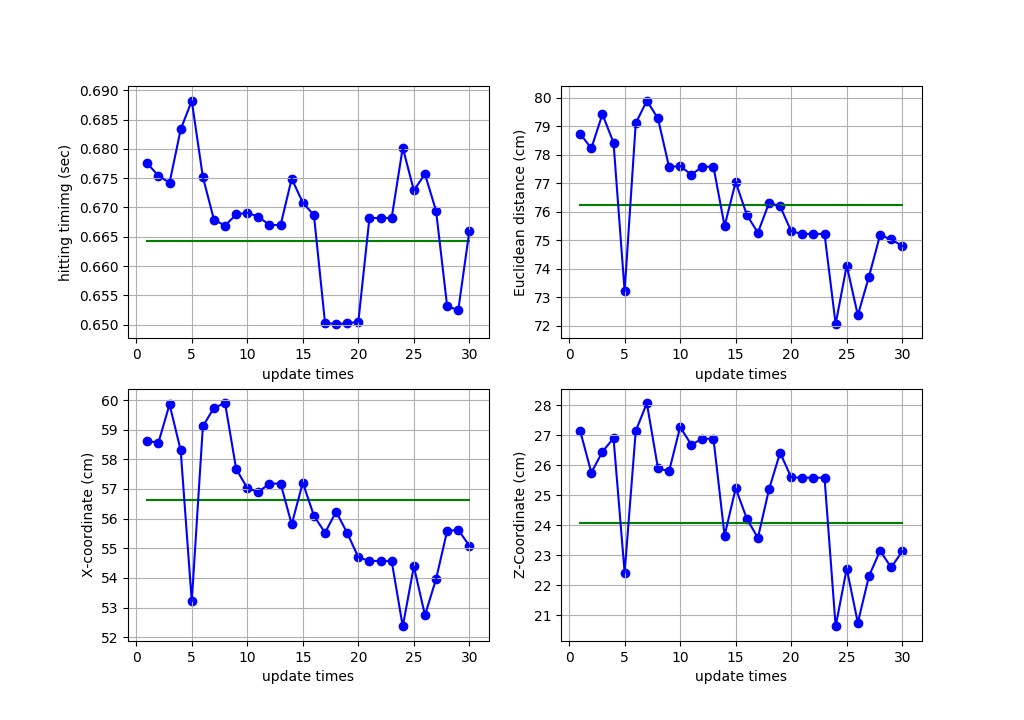 0.690
0.685
0.680
0.675
0.670
0.665
0.660
0.655
0.650
hitting timimg (sec)
0 5 10 15 20 25 30
update times
80
79
78
77
76
75
74
73
72
Euclidean distance (cm)
0 5 10 15 20 25 30
update times
60
59
58
57
56
55
54
53
52
X-coordinate (cm)
0 5 10 15 20 25 30
update times
28
27
26
25
24
23
22
21
Z-Coordinate (cm)
0 5 10 15 20 25 30
update times